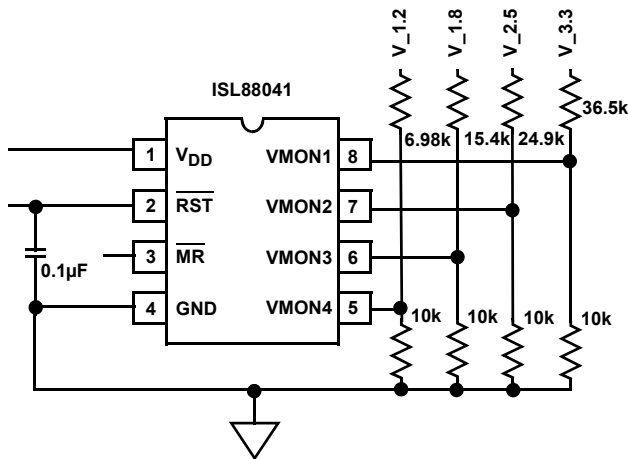 V_1.2
V_1.8
V_2.5
V_3.3
ISL88041
36.5k
6.98k
15.4k
24.9k
1
VDD
VMON1
8
2
RST
VMON2
7
3
MR
VMON3
6
0.1µF
4
GND
VMON4
5
10k
10k
10k
10k